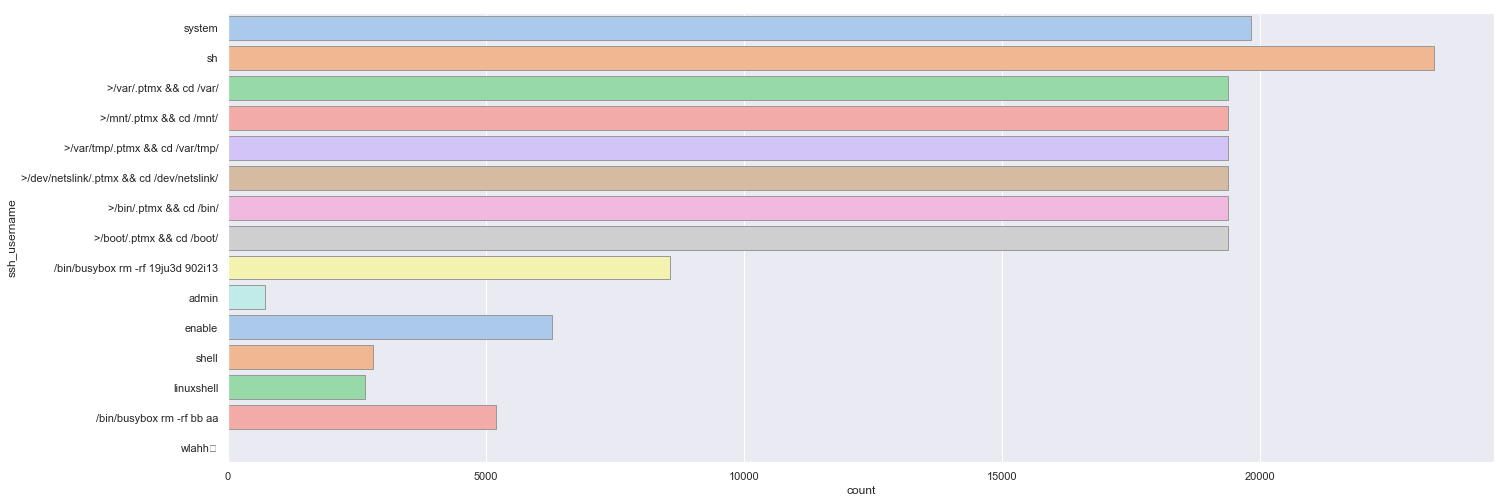 system
sh
>/var/.ptmx && cd /var/
>/mnt/.ptmx && cd /mnt/
>/var/tmp/.ptmx && cd /var/tmp/
>/dev/netslink/.ptmx && cd /dev/netslink/
>/bin/.ptmx && cd /bin/
>/boot/.ptmx && cd /boot/
/bin/busybox rm -rf 19ju3d 902i13
admin
enable
shell
linuxshell
/bin/busybox rm -rf bb aa
wlahh▯
ssh_username
0 5000 10000 15000 20000
count